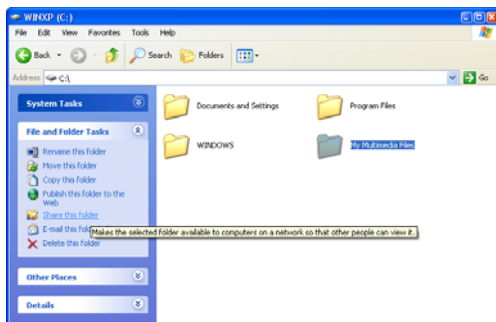 WINXP (C:)
File Edit View Favorites Tools Help
Back Search Folders
Address C:\ Go
System Tasks
Documents and Settings Program Files
File and Folder Tasks
WINDOWS My Multimedia Files
Rename this folder
Move this folder
Copy this folder
Publish this folder to the
Web
Share this folder
E-mail this fold
Makes the selected folder available to computers on a network so that other people can view it.
Delete this folder
Other Places
Details